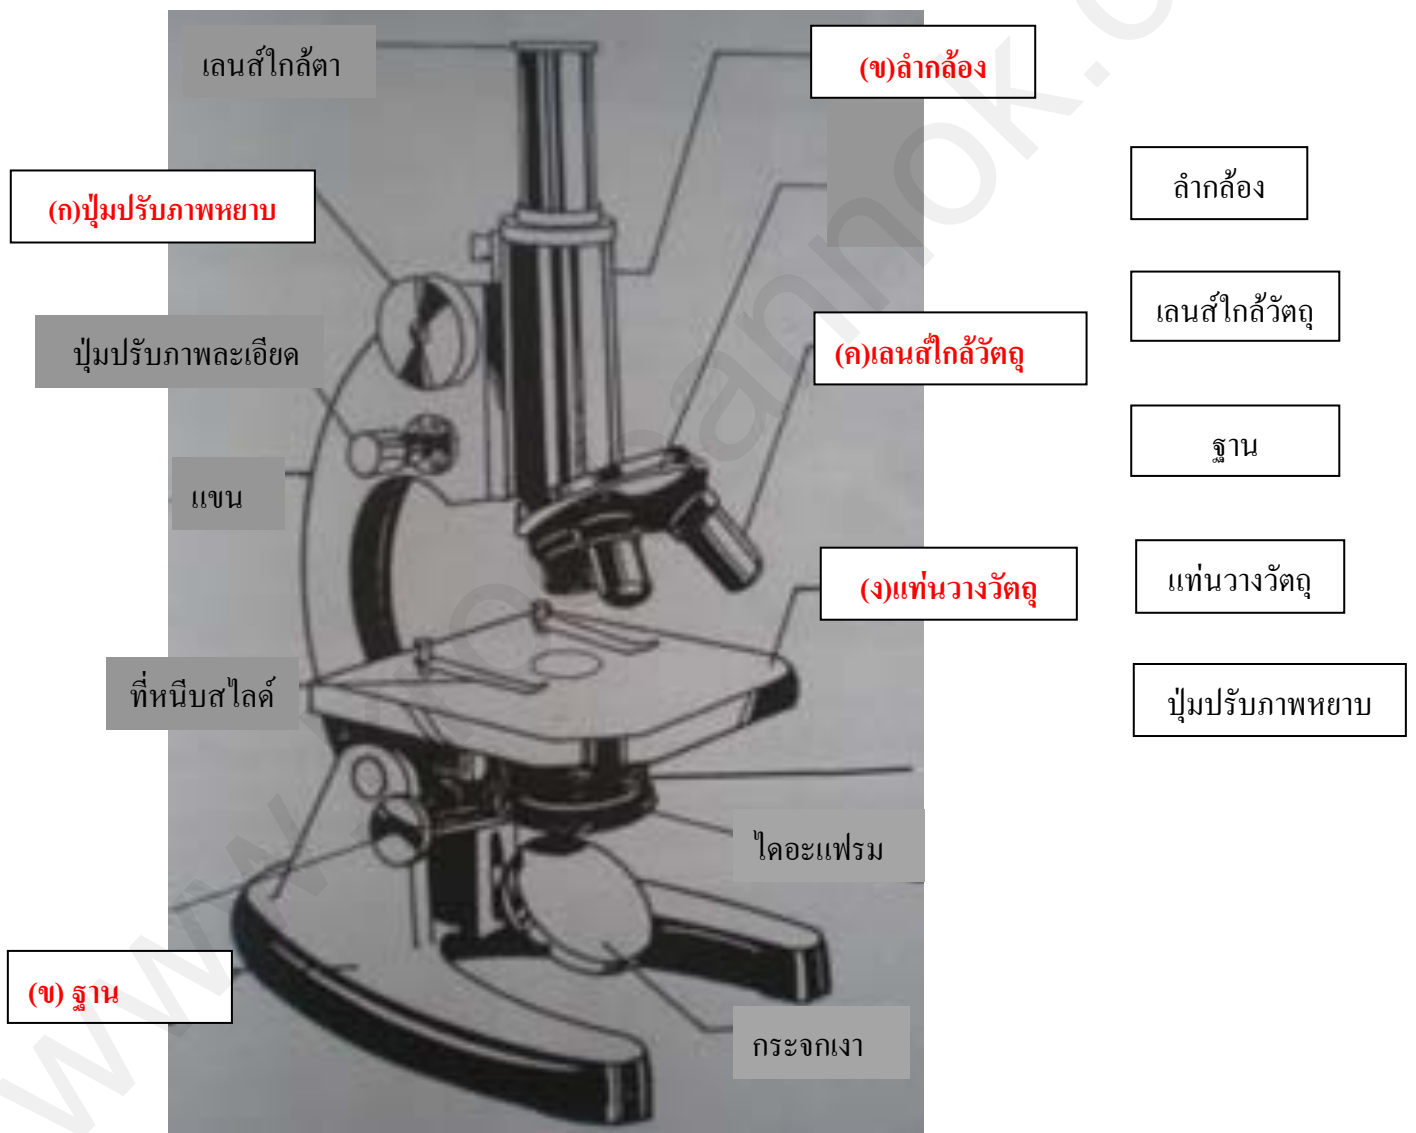 เลนส์ใกล้ตา
(ข)ลำกล้อง
(ก)ปุ่มปรับภาพหยาบ
ลำกล้อง
เลนส์ใกล้วัตถุ
ปุ่มปรับภาพละเอียด
(ค)เลนส์ใกล้วัตถุ
ฐาน
แขน
(ง)แท่นวางวัตถุ
แท่นวางวัตถุ
ที่หนีบสไลด์
ปุ่มปรับภาพหยาบ
ไดอะแฟรม
(ข) ฐาน
กระจกเงา